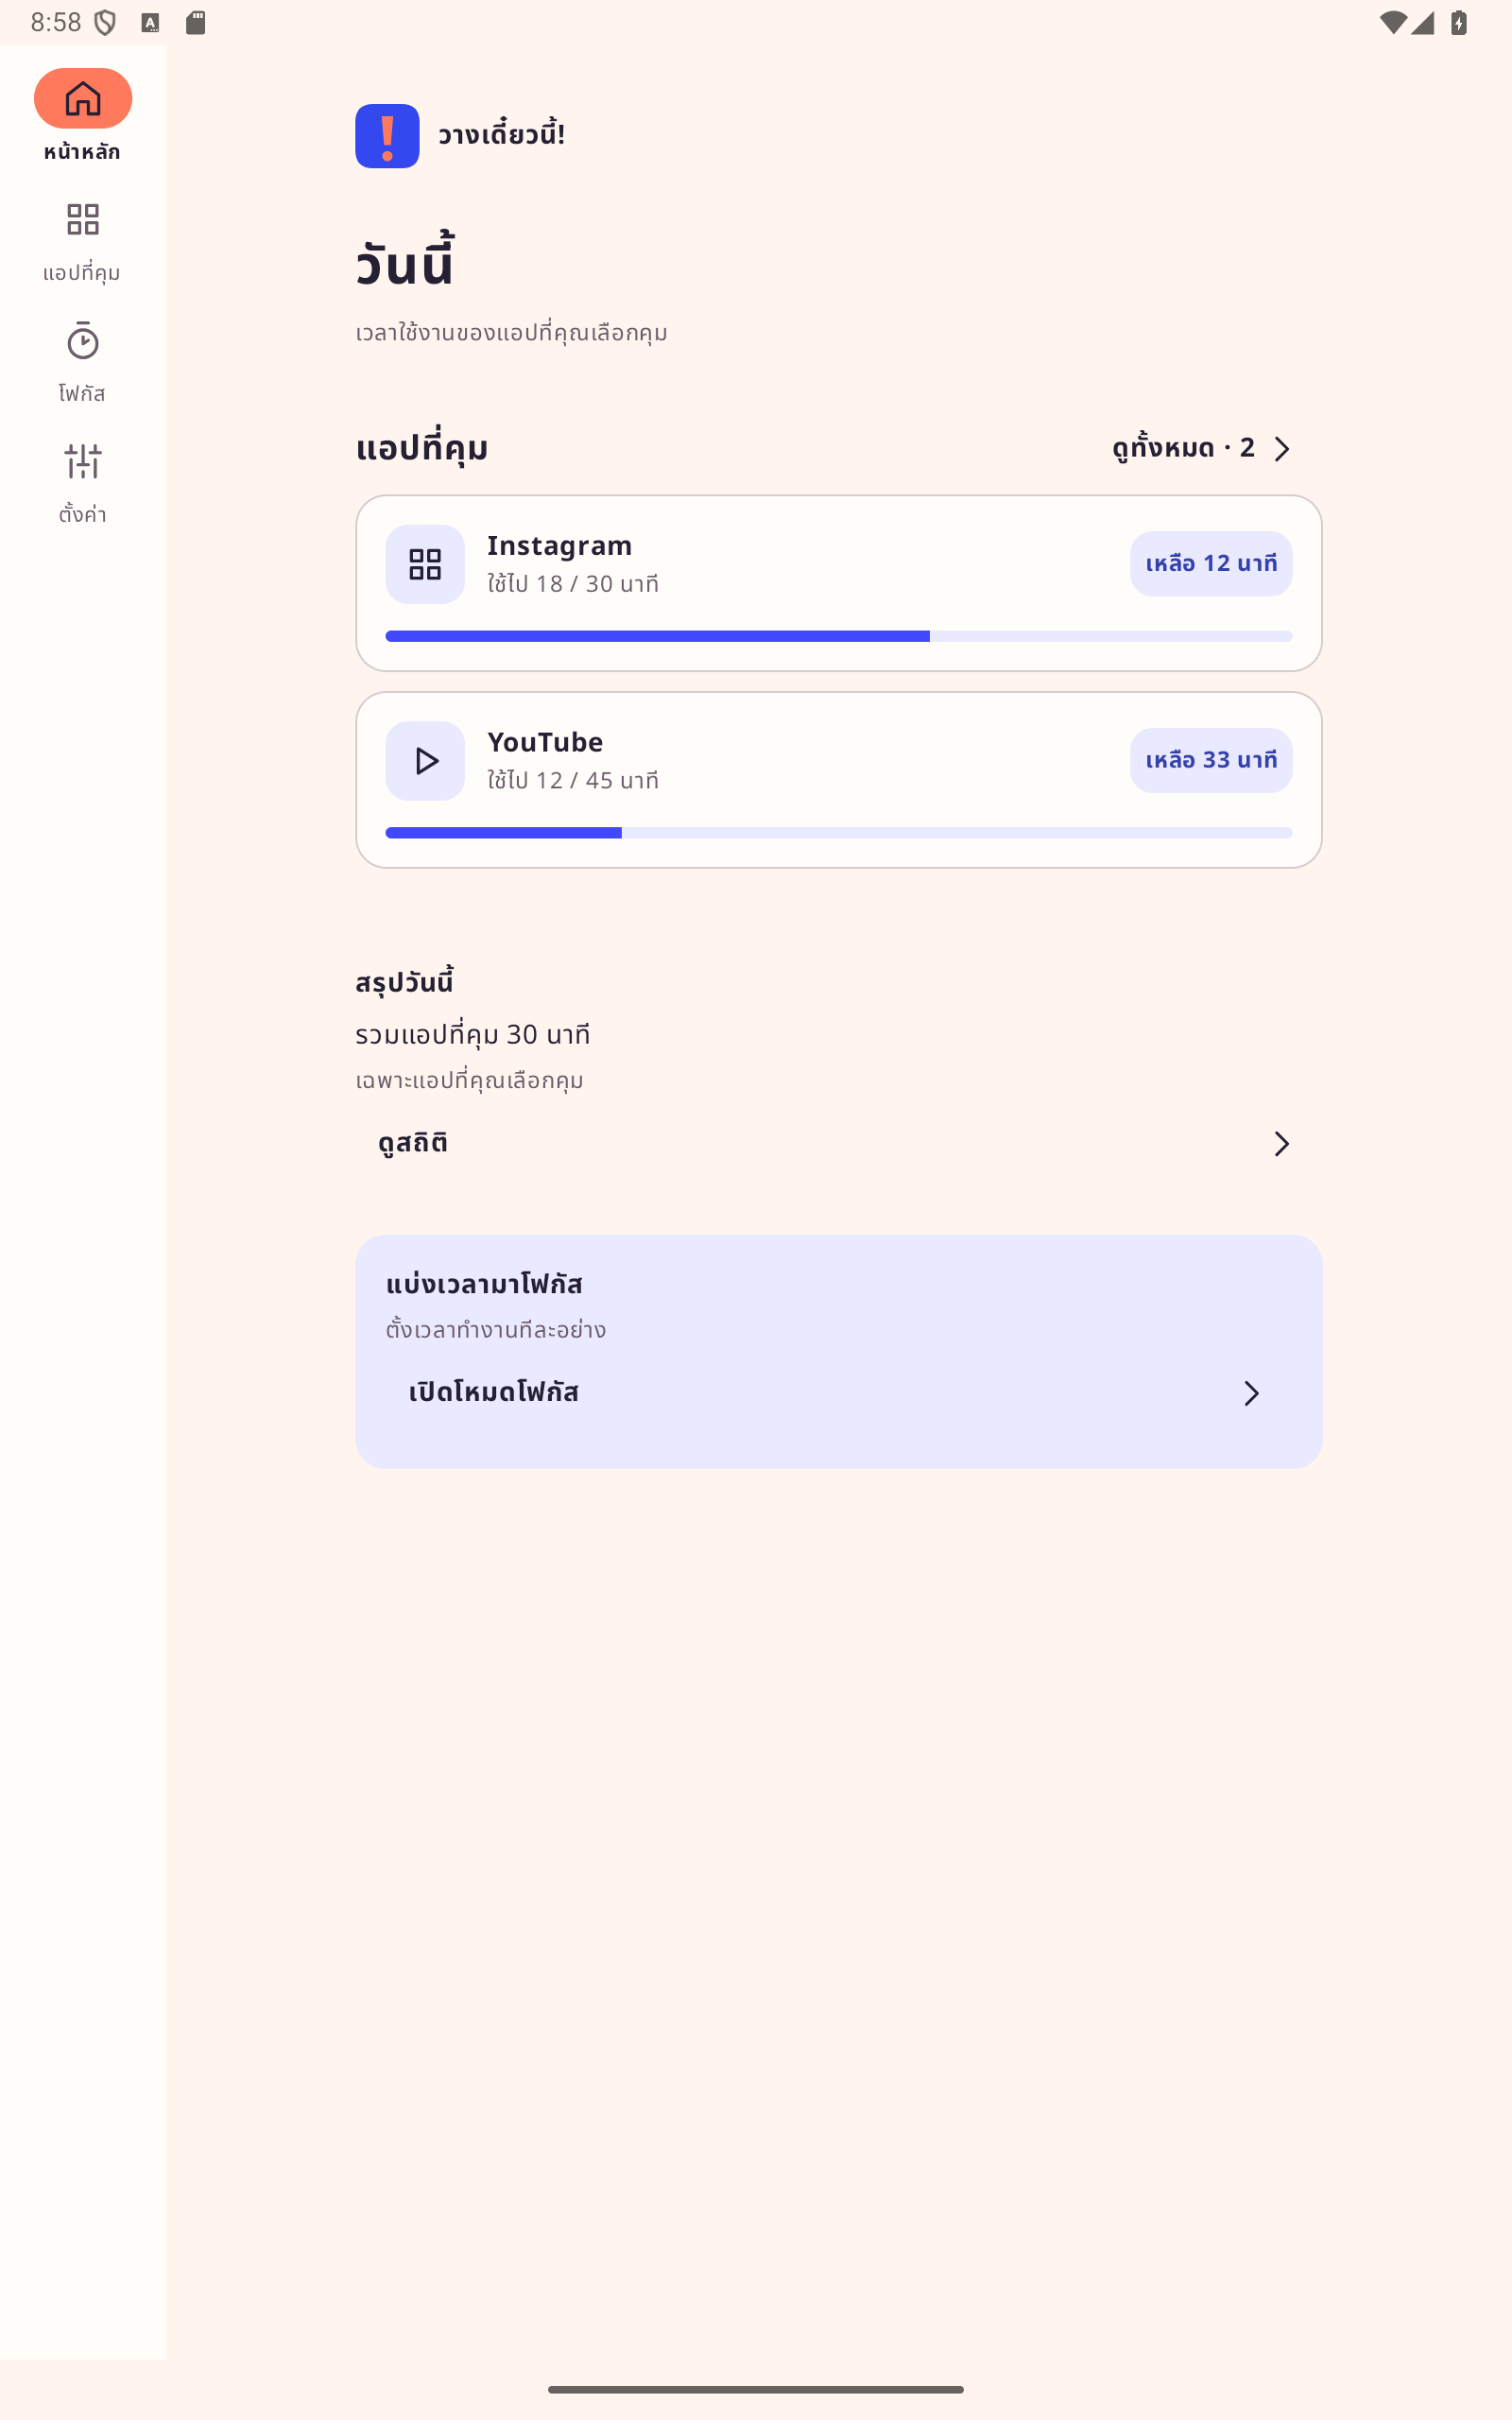 8:58
หน้าหลัก
แอปที่คุม
โฟกัส
ตั้งค่า
วางเดี๋ยวนี้!
วันนี้
เวลาใช้งานของแอปที่คุณเลือกคุม
แอปที่คุม
ดูทั้งหมด · 2
Instagram
ใช้ไป 18 / 30 นาที
เหลือ 12 นาที
YouTube
ใช้ไป 12 / 45 นาที
เหลือ 33 นาที
สรุปวันนี้
รวมแอปที่คุม 30 นาที
เฉพาะแอปที่คุณเลือกคุม
ดูสถิติ
แบ่งเวลามาโฟกัส
ตั้งเวลาทำงานทีละอย่าง
เปิดโหมดโฟกัส